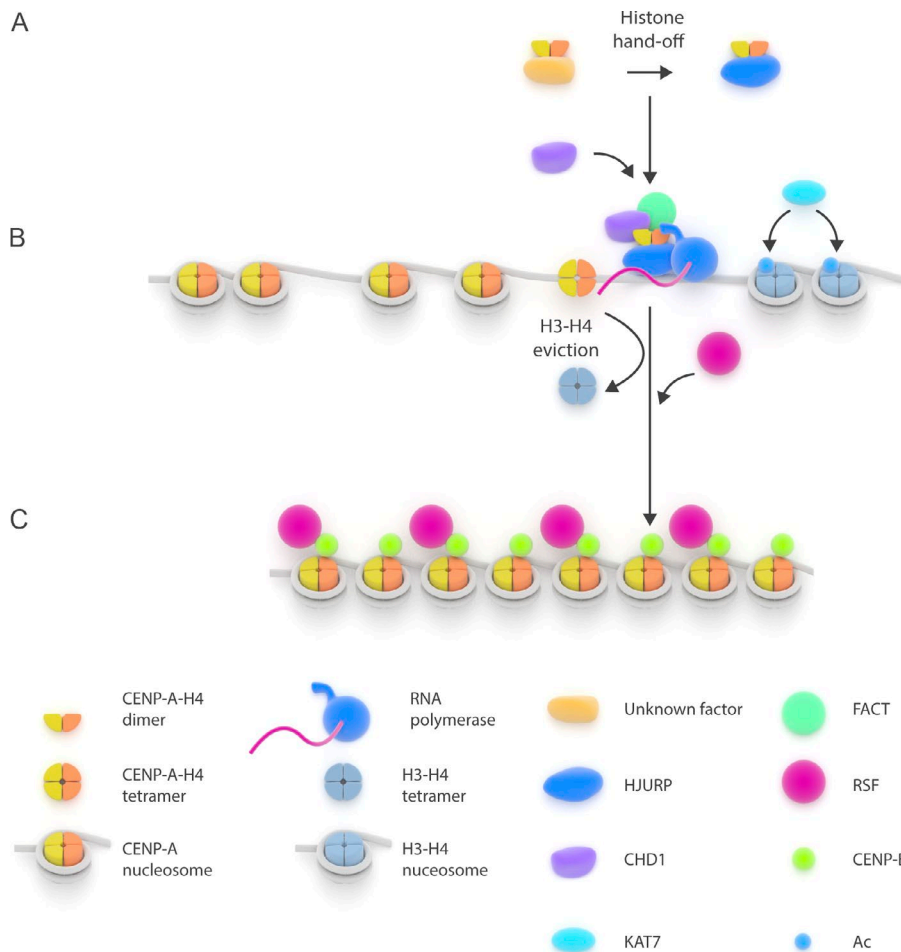 A
Histone
hand-off
B
H3-H4
eviction
C
CENP-A-H4
dimer
RNA
polymerase
Unknown factor
FACT
CENP-A-H4
tetramer
H3-H4
tetramer
HJURP
RSF
CENP-A
nucleosome
H3-H4
nuceosome
CHD1
CENP-B
KAT7
Ac